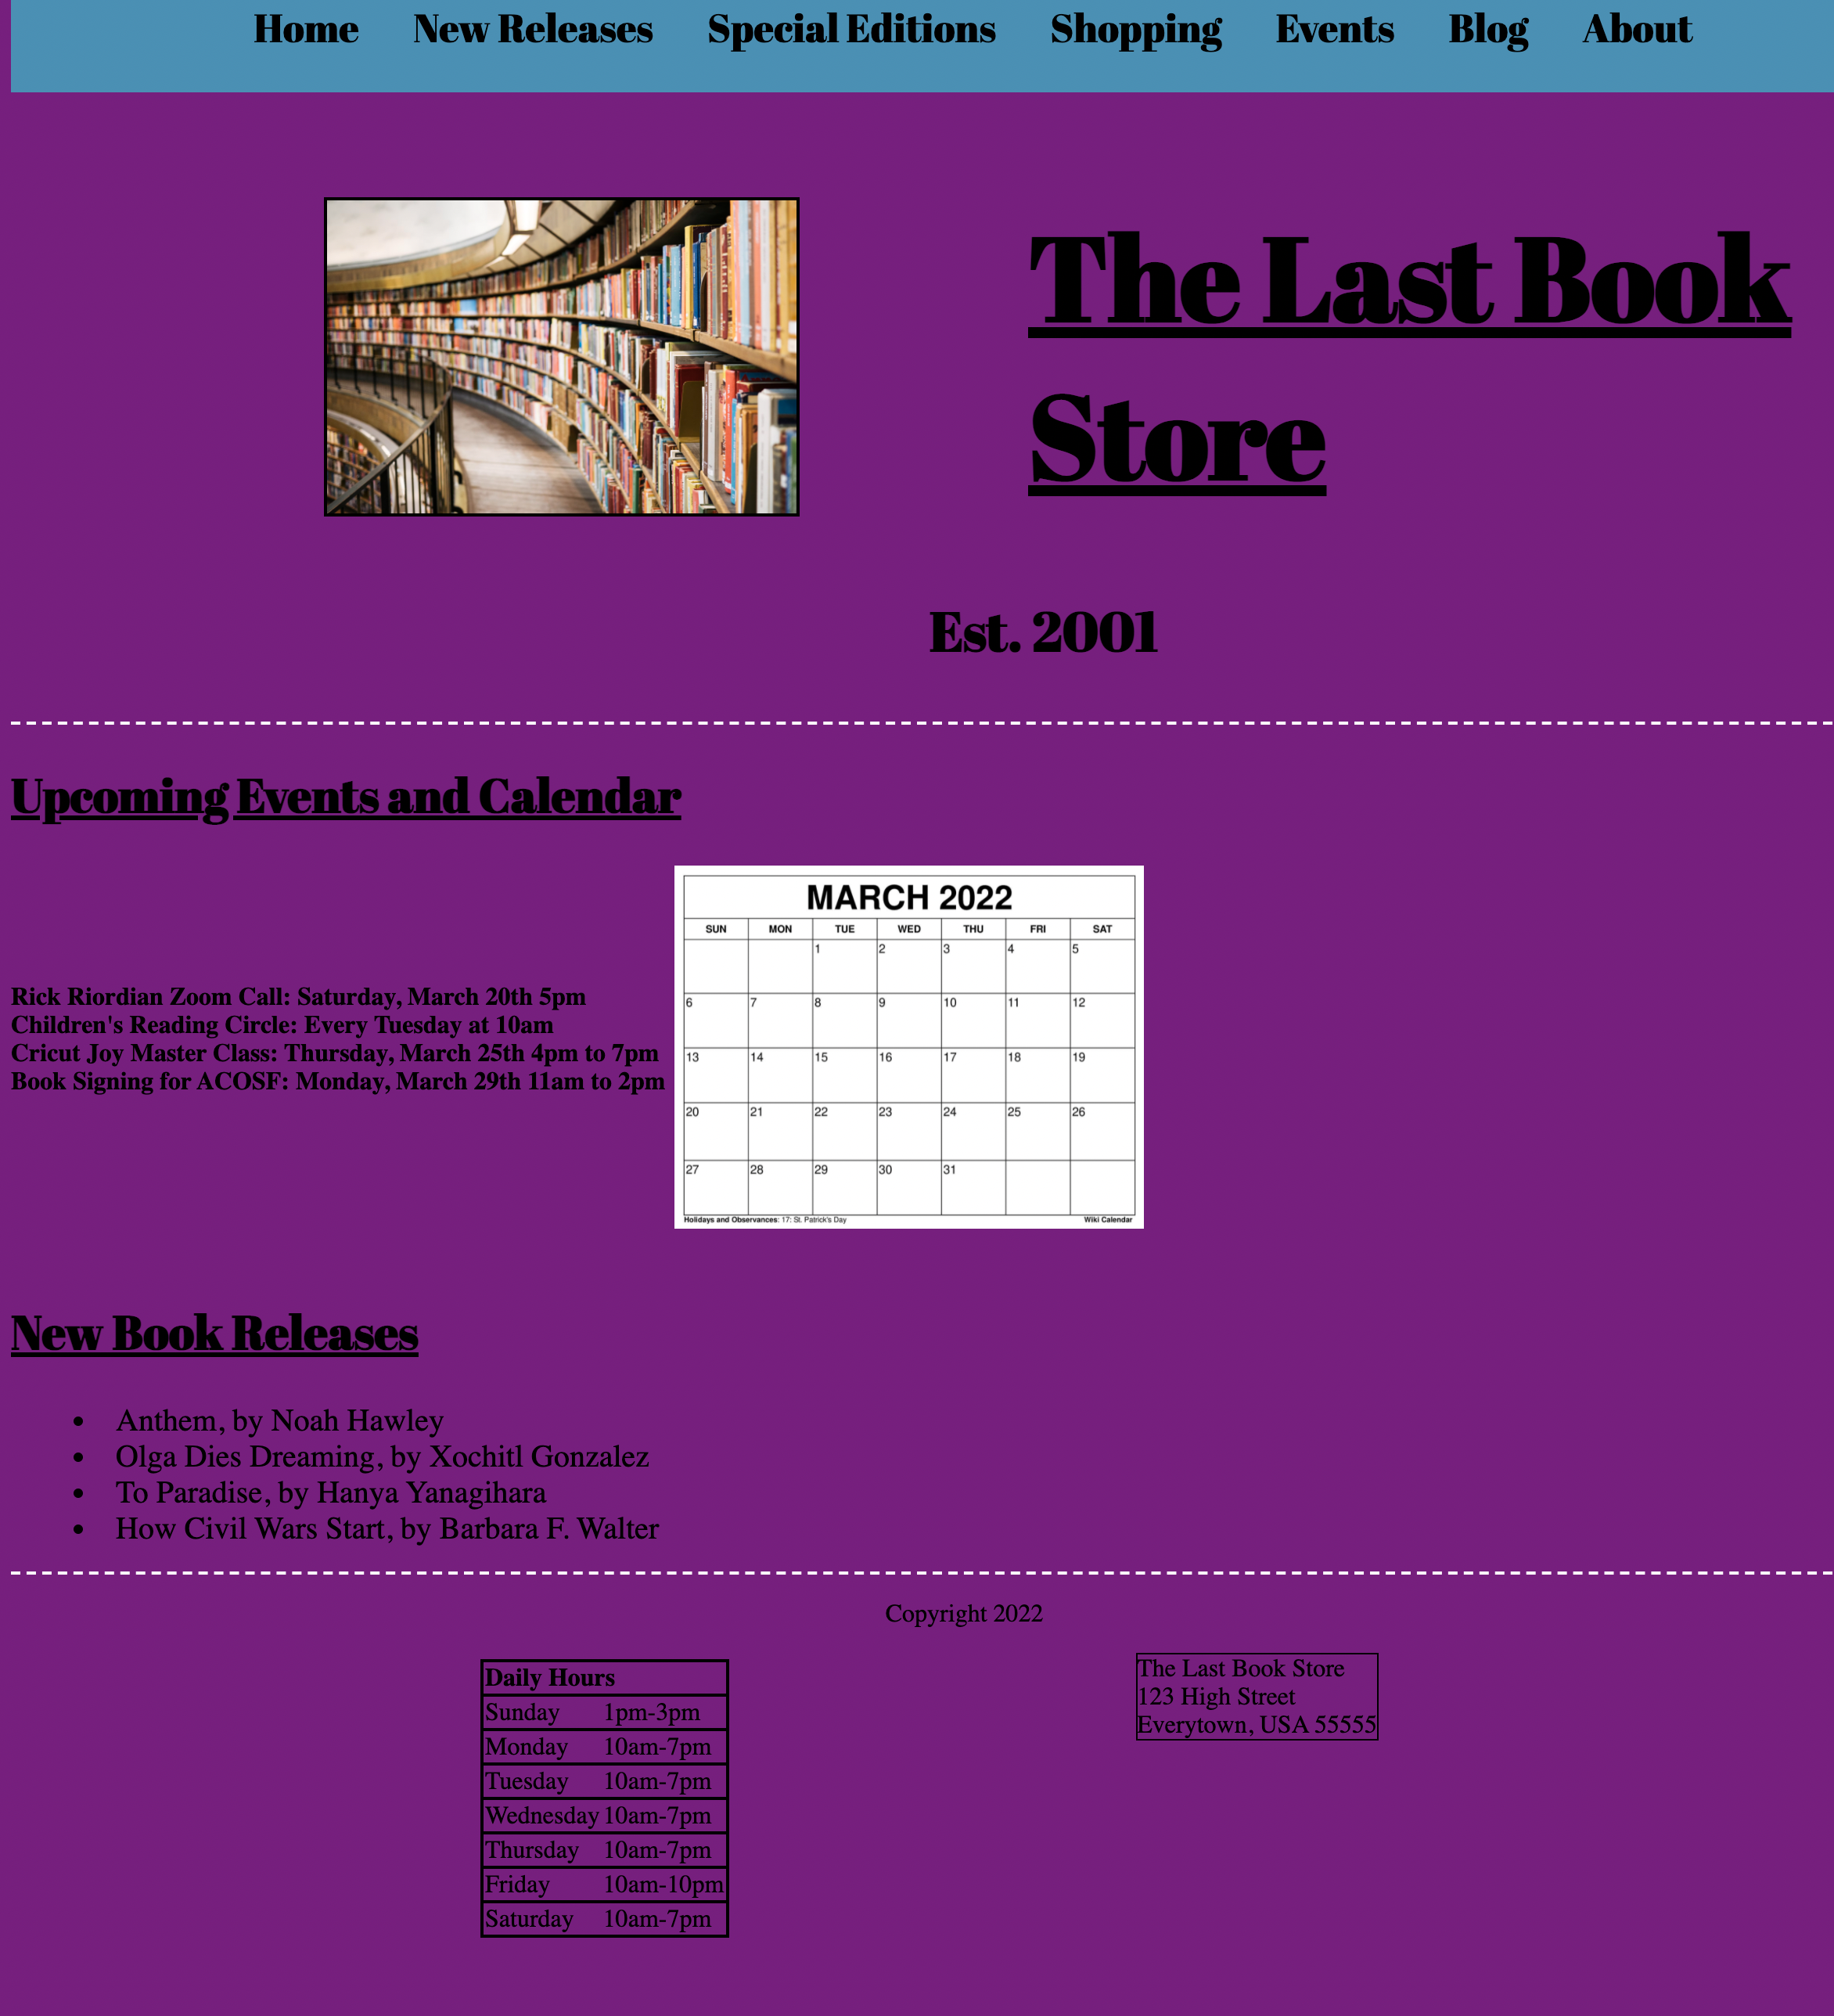 Home New Releases Special Editions Shopping Events Blog About
The Last Book
Store
Est. 2001
Upcoming Events and Calendar
Rick Riordian Zoom Call: Saturday, March 20th 5pm
Children's Reading Circle: Every Tuesday at 10am
Cricut Joy Master Class: Thursday, March 25th 4pm to 7pm
Book Signing for ACOSF: Monday, March 29th 11am to 2pm
MARCH 2022
SUN MON TUE WED THU FRI SAT
1 2 3 4 5
6 7 8 9 10 11 12
13 14 15 16 17 18 19
20 21 22 23 24 25 26
27 28 29 30 31
Holidays and Observances: 17: St. Patrick's Day Wiki Calendar
New Book Releases
• Anthem, by Noah Hawley
• Olga Dies Dreaming, by Xochitl Gonzalez
• To Paradise, by Hanya Yanagihara
• How Civil Wars Start, by Barbara F. Walter
Copyright 2022
Daily Hours
Sunday 1pm-3pm
Monday 10am-7pm
Tuesday 10am-7pm
Wednesday 10am-7pm
Thursday 10am-7pm
Friday 10am-10pm
Saturday 10am-7pm
The Last Book Store
123 High Street
Everytown, USA 55555